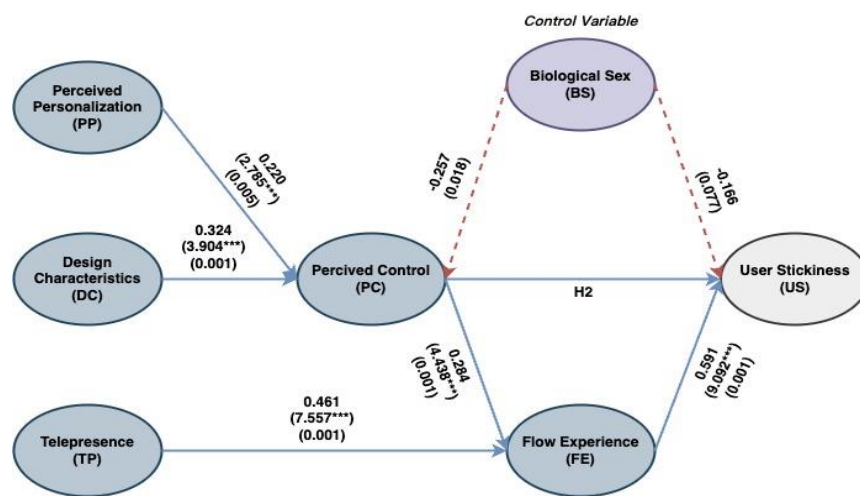 Control Variable
Perceived
Personalization
(PP)
Biological Sex
(BS)
0.220
(2.785***)
(0.005)
-0.257
(0.018)
-0.166
(0.077)
Design
Characteristics
(DC)
0.324
(3.904***)
(0.001)
Percived Control
(PC)
H2
User Stickiness
(US)
0.284
(4.438***)
(0.001)
0.591
(9.092***)
(0.001)
Telepresence
(TP)
0.461
(7.557***)
(0.001)
Flow Experience
(FE)